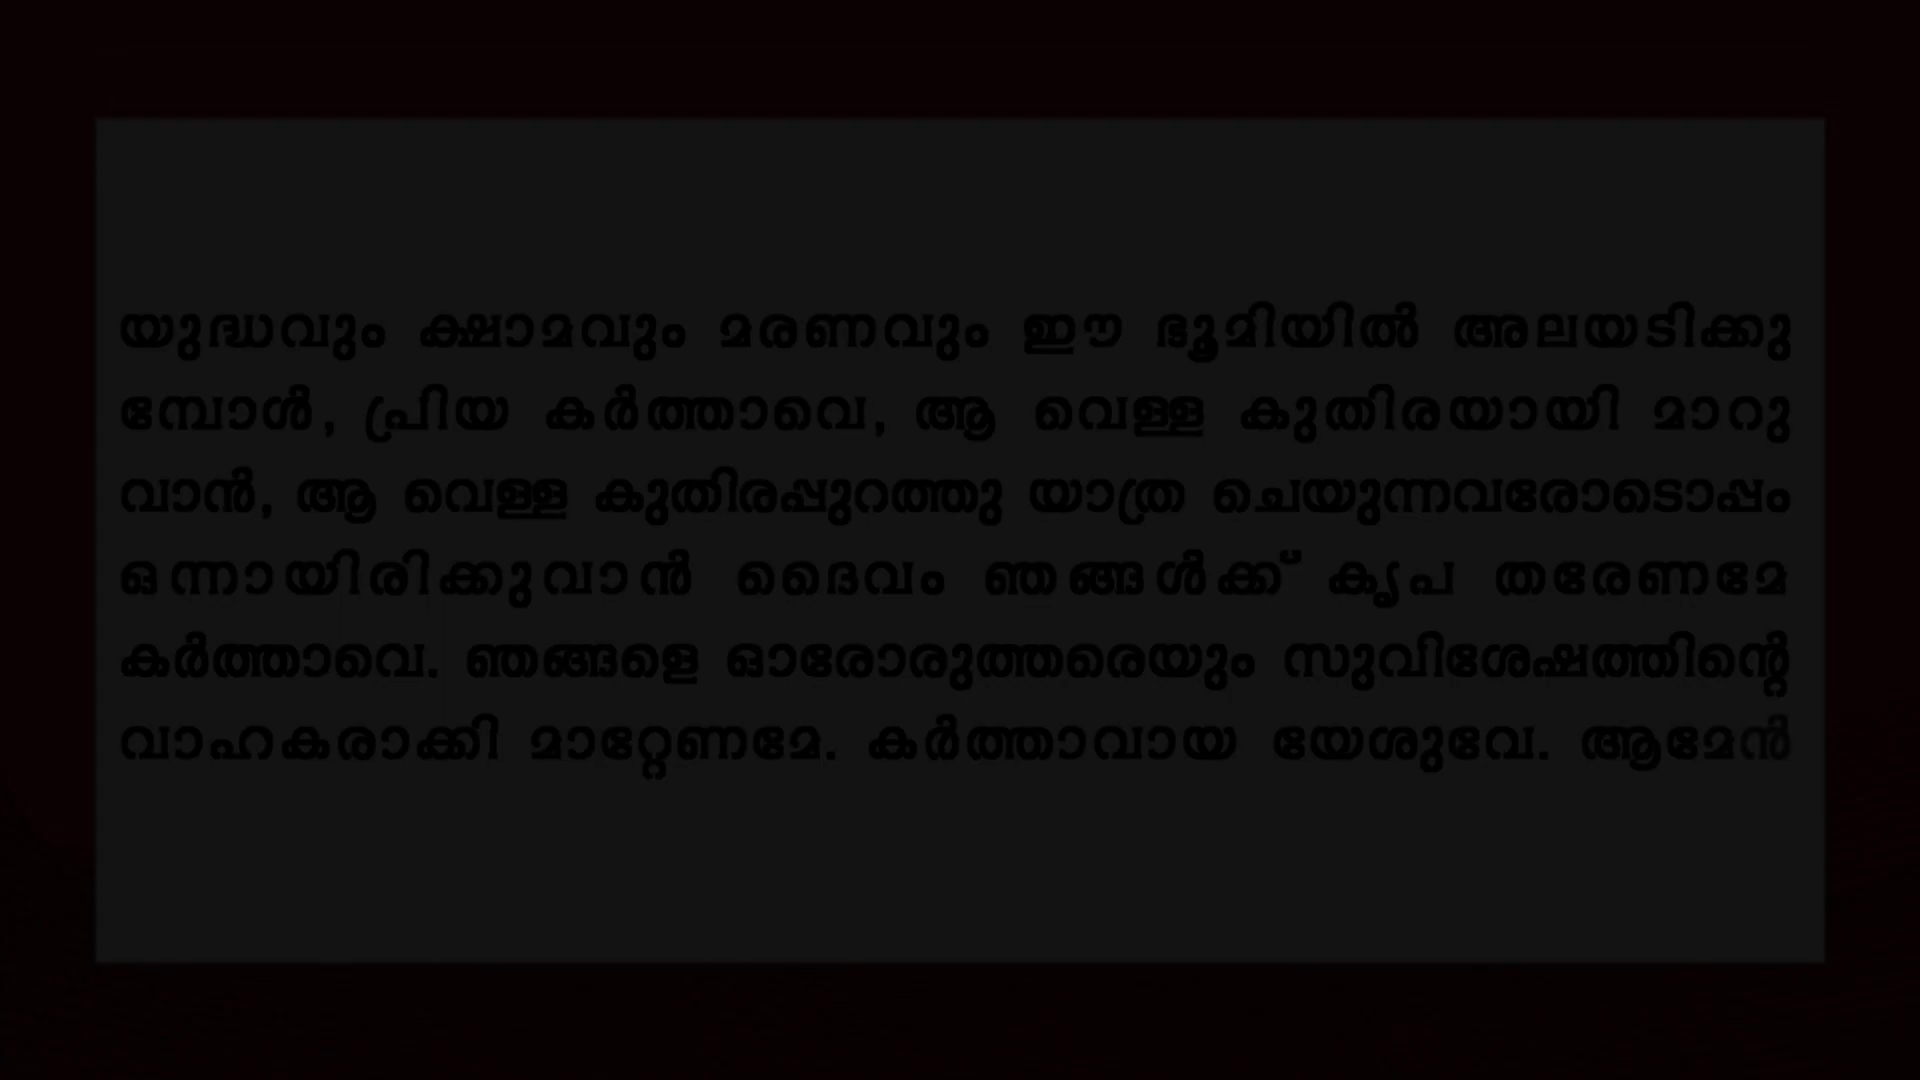 യുദ്ധവും ക്ഷാമവും മരണവും ഈ ഭൂമിയിൽ അലയടിക്കു
മ്പോൾ, പ്രിയ കർത്താവെ, ആ വെള്ള കുതിരയായി മാറു
വാൻ, ആ വെള്ള കുതിരപ്പുറത്തു യാത്ര ചെയുന്നവരോടൊപ്പം
ഒന്നായിരിക്കുവാൻ ദൈവം ഞങ്ങൾക്ക് കൃപ തരേണമേ
കർത്താവെ. ഞങ്ങളെ ഓരോരുത്തരെയും സുവിശേഷത്തിന്റെ
വാഹകരാക്കി മാറ്റേണമേ. കർത്താവായ യേശുവേ. ആമേൻ